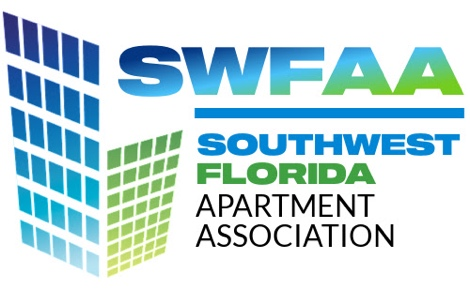 SWFAA
SOUTHWEST
FLORIDA
APARTMENT
ASSOCIATION